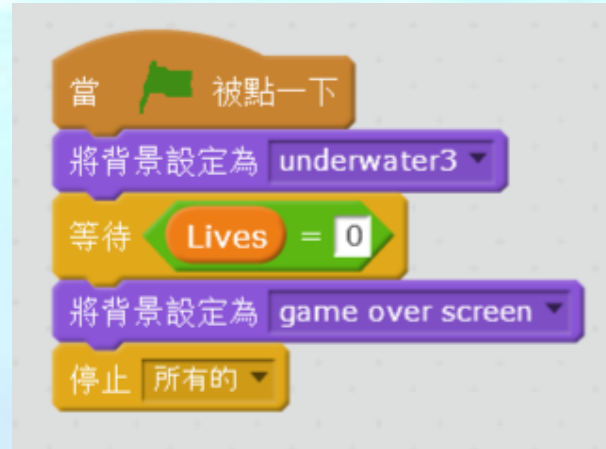 當 被點一下
將背景設定為 underwater3
等待 Lives = 0
將背景設定為 game over screen
停止 所有的